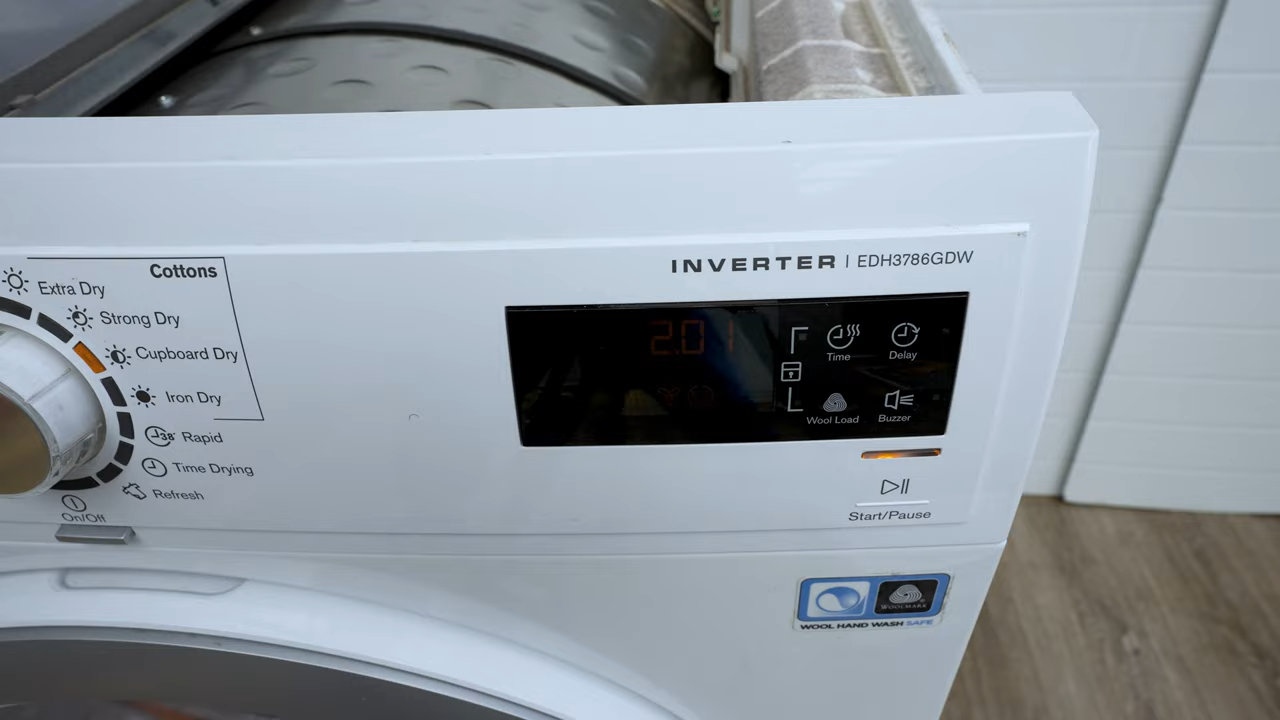 INVERTER | EDH3786GDW
Cottons
Extra Dry
Strong Dry
Cupboard Dry
Iron Dry
38' Rapid
Time Drying
Refresh
On/Off
2.01
Time
Delay
Wool Load
Buzzer
Start/Pause
WOOLMARK
WOOL HAND WASH SAFE